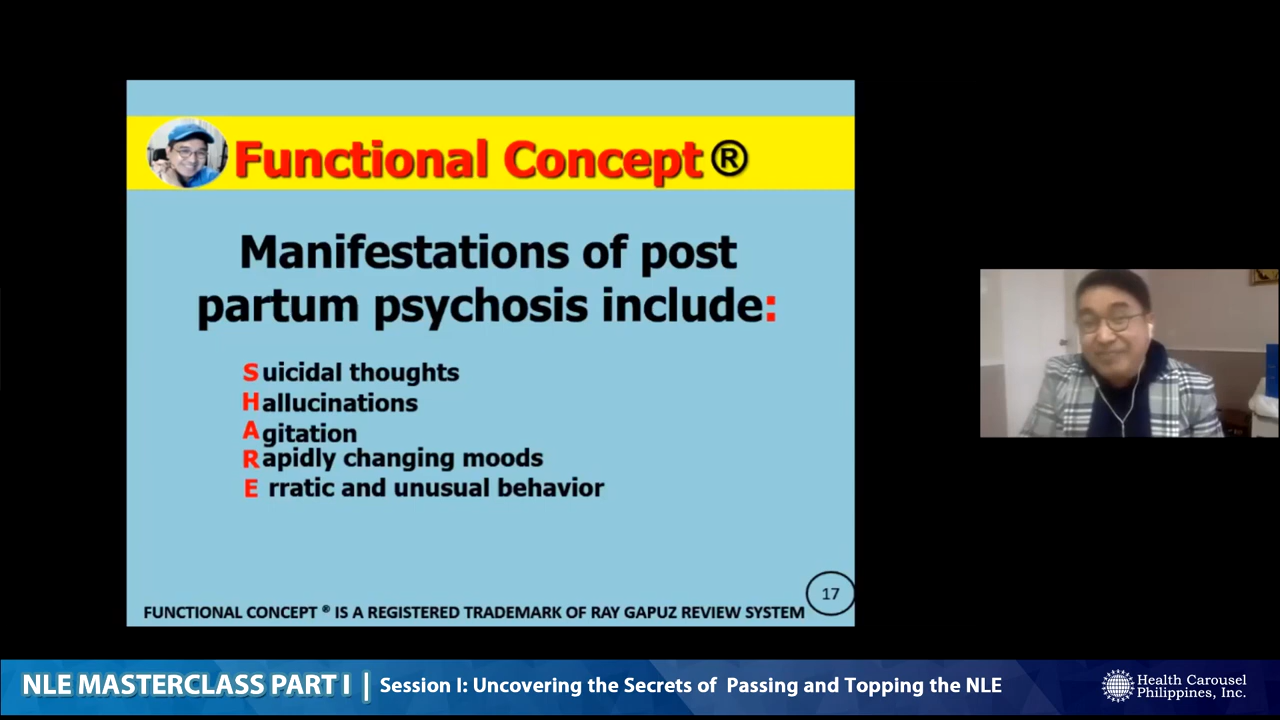 Functional Concept ®
Manifestations of post
partum psychosis include:
Suicidal thoughts
Hallucinations
Agitation
Rapidly changing moods
E rratic and unusual behavior
17
FUNCTIONAL CONCEPT ® IS A REGISTERED TRADEMARK OF RAY GAPUZ REVIEW SYSTEM
NLE MASTERCLASS PART I | Session I: Uncovering the Secrets of Passing and Topping the NLE
Health Carousel
Philippines, Inc.